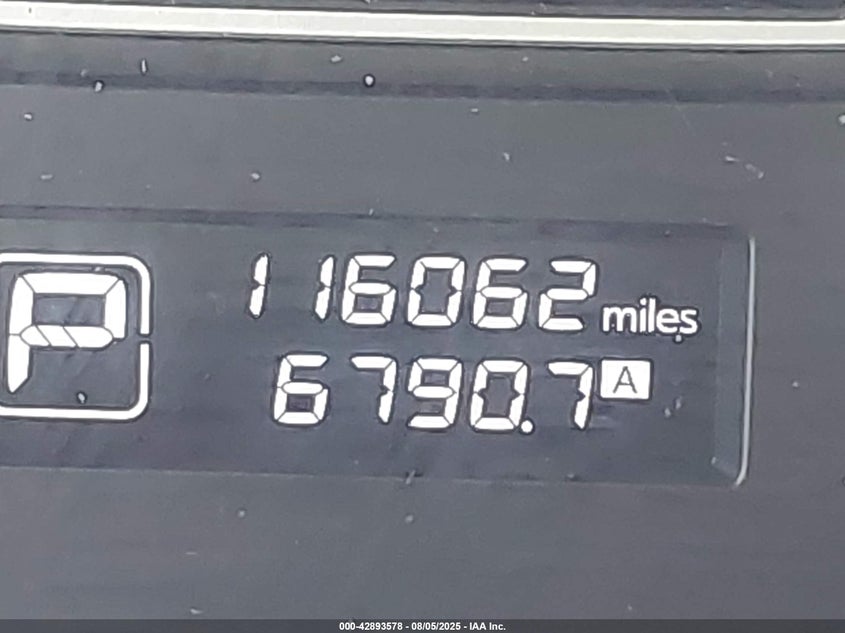 P
116062 miles
6790.7 A
000-42893578 - 08/05/2025 - IAA Inc.